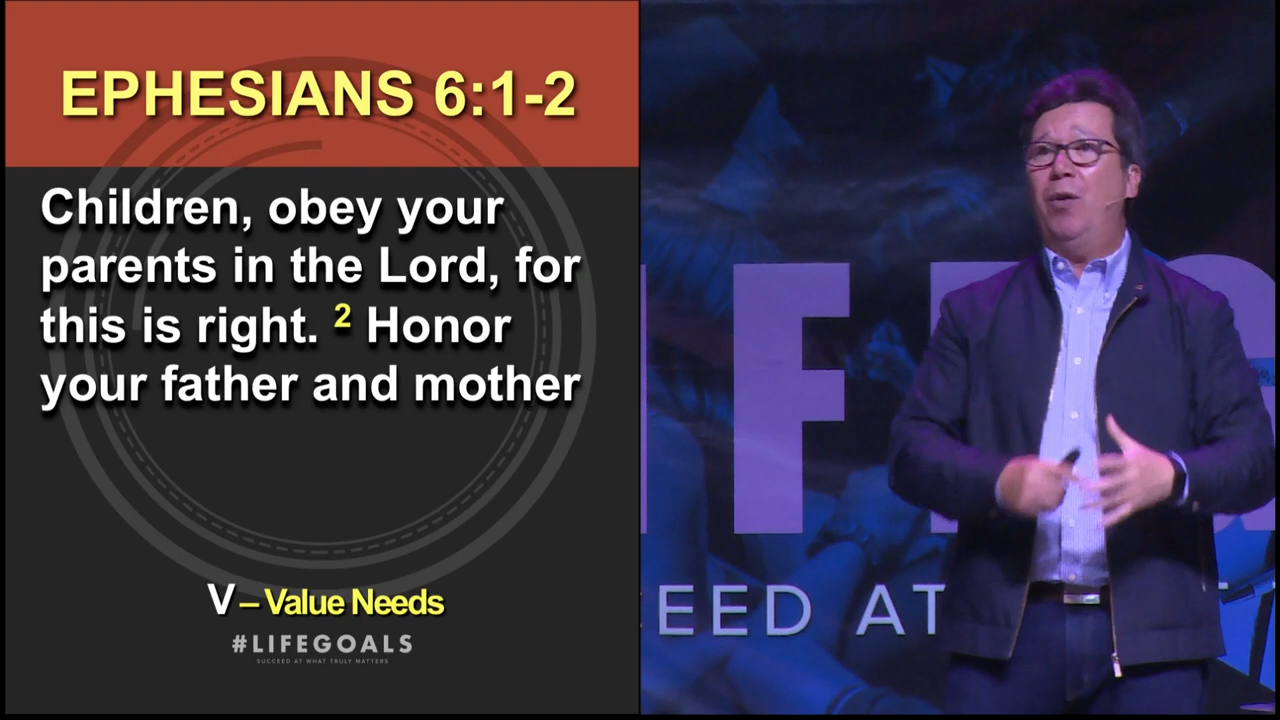 EPHESIANS 6:1-2
Children, obey your
parents in the Lord, for
this is right. 2 Honor
your father and mother
V – Value Needs
#LIFEGOALS
SUCCEED AT WHAT TRULY MATTERS
IFEG
EED AT